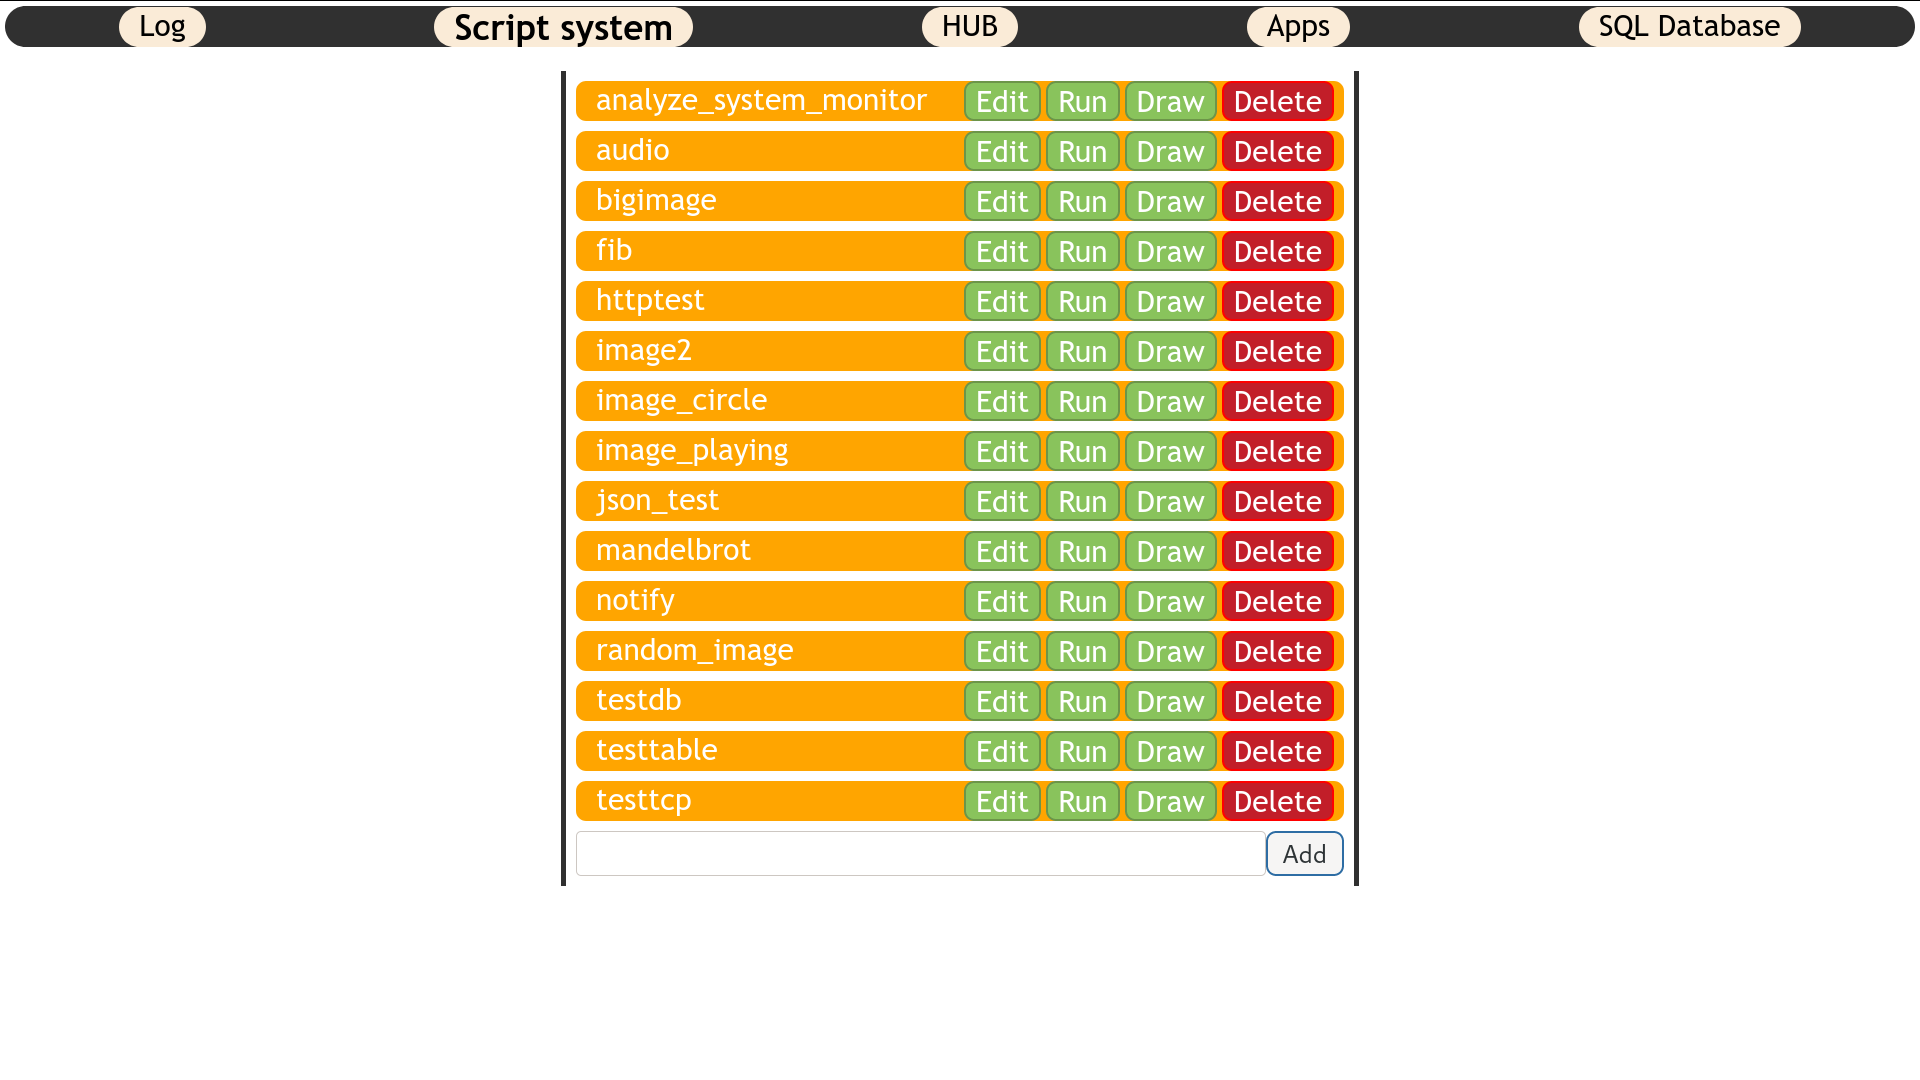 Log Script system HUB Apps SQL Database
analyze_system_monitor Edit Run Draw Delete
audio Edit Run Draw Delete
bigimage Edit Run Draw Delete
fib Edit Run Draw Delete
httptest Edit Run Draw Delete
image2 Edit Run Draw Delete
image_circle Edit Run Draw Delete
image_playing Edit Run Draw Delete
json_test Edit Run Draw Delete
mandelbrot Edit Run Draw Delete
notify Edit Run Draw Delete
random_image Edit Run Draw Delete
testdb Edit Run Draw Delete
testtable Edit Run Draw Delete
testtcp Edit Run Draw Delete
Add